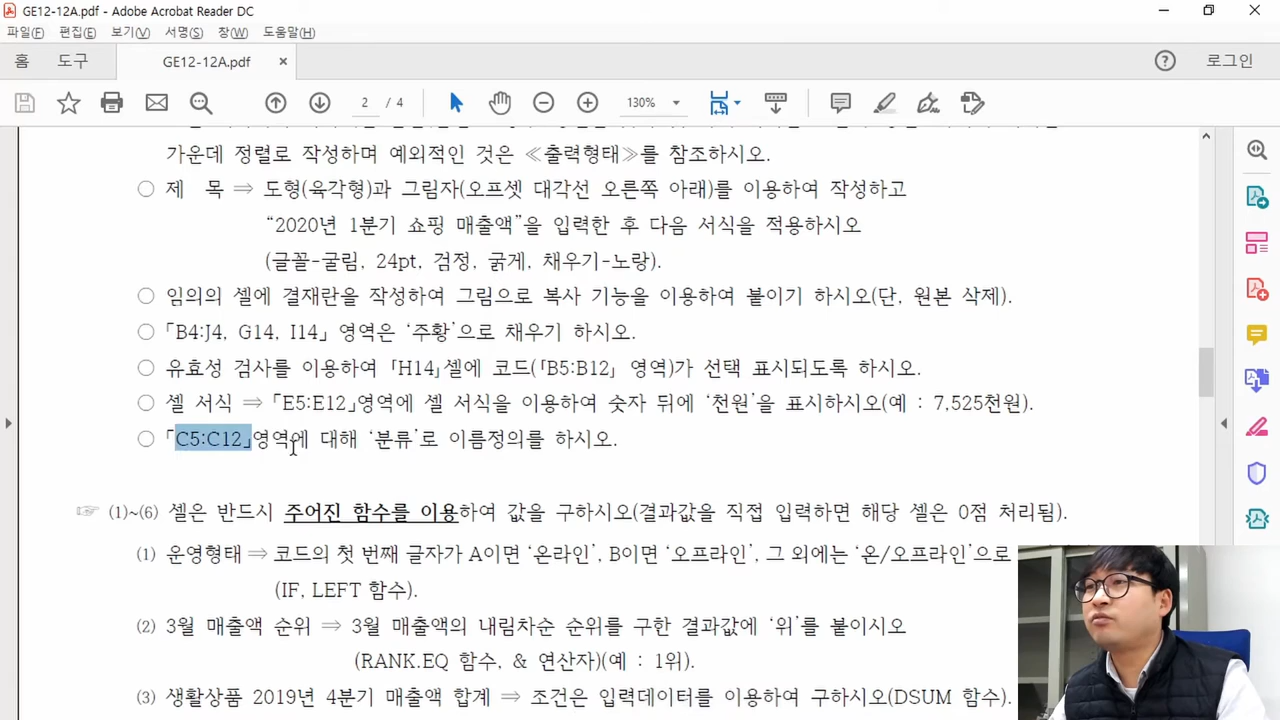 GE12-12A.pdf - Adobe Acrobat Reader DC
파일(F) 편집(E) 보기(V) 서명(S) 창(W) 도움말(H)
홈 도구 GE12-12A.pdf × 로그인
2 / 4 130%
가운데 정렬로 작성하며 예외적인 것은 ≪출력형태≫를 참조하시오.
○ 제 목 ⇒ 도형(육각형)과 그림자(오프셋 대각선 오른쪽 아래)를 이용하여 작성하고
“2020년 1분기 쇼핑 매출액”을 입력한 후 다음 서식을 적용하시오
(글꼴-굴림, 24pt, 검정, 굵게, 채우기-노랑).
○ 임의의 셀에 결재란을 작성하여 그림으로 복사 기능을 이용하여 붙이기 하시오(단, 원본 삭제).
○ 「B4:J4, G14, I14」 영역은 ‘주황’으로 채우기 하시오.
○ 유효성 검사를 이용하여 「H14」셀에 코드(「B5:B12」 영역)가 선택 표시되도록 하시오.
○ 셀 서식 ⇒ 「E5:E12」영역에 셀 서식을 이용하여 숫자 뒤에 ‘천원’을 표시하시오(예 : 7,525천원).
○ 「C5:C12」영역에 대해 ‘분류’로 이름정의를 하시오.
☞ (1)~(6) 셀은 반드시 주어진 함수를 이용하여 값을 구하시오(결과값을 직접 입력하면 해당 셀은 0점 처리됨).
(1) 운영형태 ⇒ 코드의 첫 번째 글자가 A이면 ‘온라인’, B이면 ‘오프라인’, 그 외에는 ‘온/오프라인’으로
(IF, LEFT 함수).
(2) 3월 매출액 순위 ⇒ 3월 매출액의 내림차순 순위를 구한 결과값에 ‘위’를 붙이시오
(RANK.EQ 함수, & 연산자)(예 : 1위).
(3) 생활상품 2019년 4분기 매출액 합계 ⇒ 조건은 입력데이터를 이용하여 구하시오(DSUM 함수).